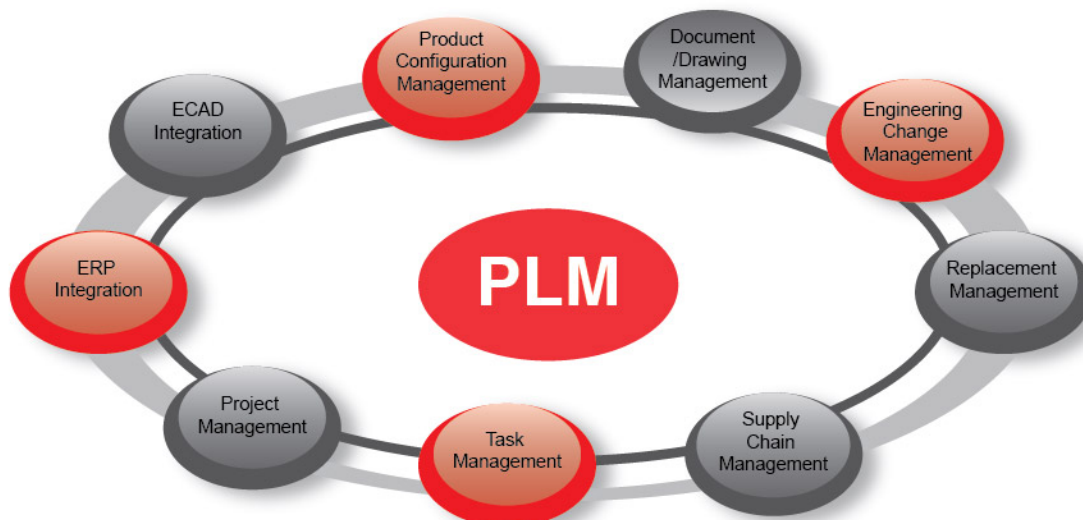 Product
Configuration
Management
Document
/Drawing
Management
ECAD
Integration
Engineering
Change
Management
ERP
Integration
PLM
Replacement
Management
Project
Management
Task
Management
Supply
Chain
Management